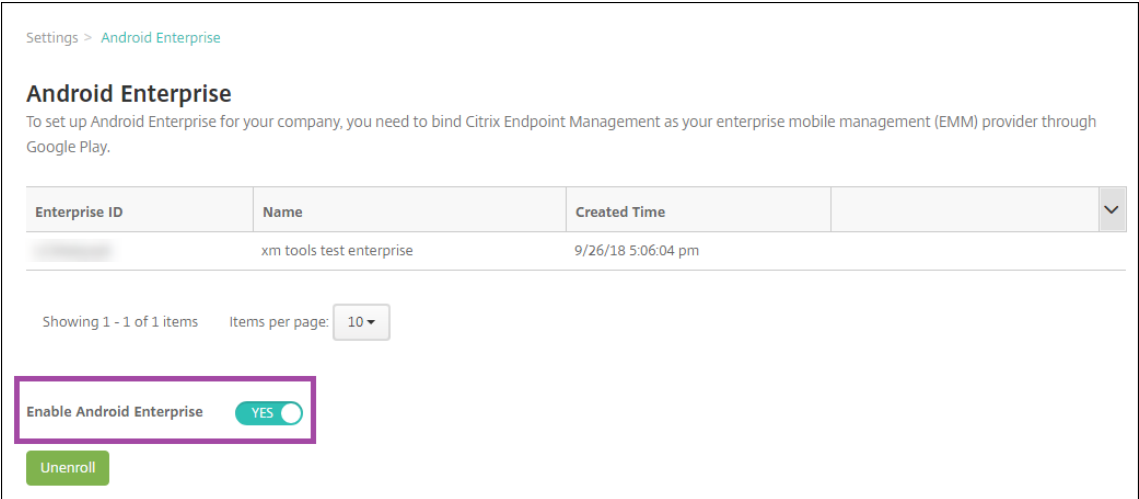 Settings > Android Enterprise
Android Enterprise
To set up Android Enterprise for your company, you need to bind Citrix Endpoint Management as your enterprise mobile management (EMM) provider through
Google Play.
Enterprise ID Name Created Time
xm tools test enterprise 9/26/18 5:06:04 pm
Showing 1 - 1 of 1 items Items per page: 10
Enable Android Enterprise YES
Unenroll